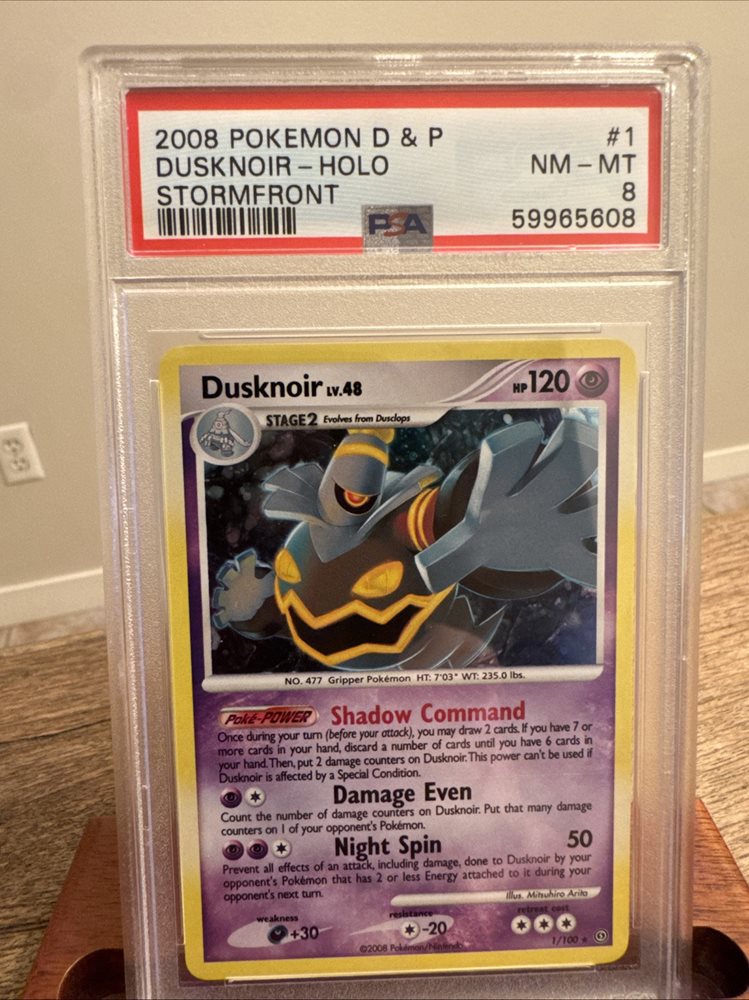 2008 POKEMON D & P #1
DUSKNOIR - HOLO NM - MT
STORMFRONT 8
PSA 59965608
Dusknoir LV.48 HP 120
STAGE2 Evolves from Dusclops
NO. 477 Gripper Pokémon HT: 7'03" WT: 235.0 lbs.
Poké-POWER Shadow Command
Once during your turn (before your attack), you may draw 2 cards. If you have 7 or
more cards in your hand, discard a number of cards until you have 6 cards in
your hand. Then, put 2 damage counters on Dusknoir. This power can't be used if
Dusknoir is affected by a Special Condition.
Damage Even
Count the number of damage counters on Dusknoir. Put that many damage
counters on 1 of your opponent's Pokémon.
Night Spin 50
Prevent all effects of an attack, including damage, done to Dusknoir by your
opponent's Pokémon that has 2 or less Energy attached to it during your
opponent's next turn.
Illus. Mitsuhiro Arita
weakness resistance retreat cost
+30 -20
©2008 Pokémon/Nintendo 1/100